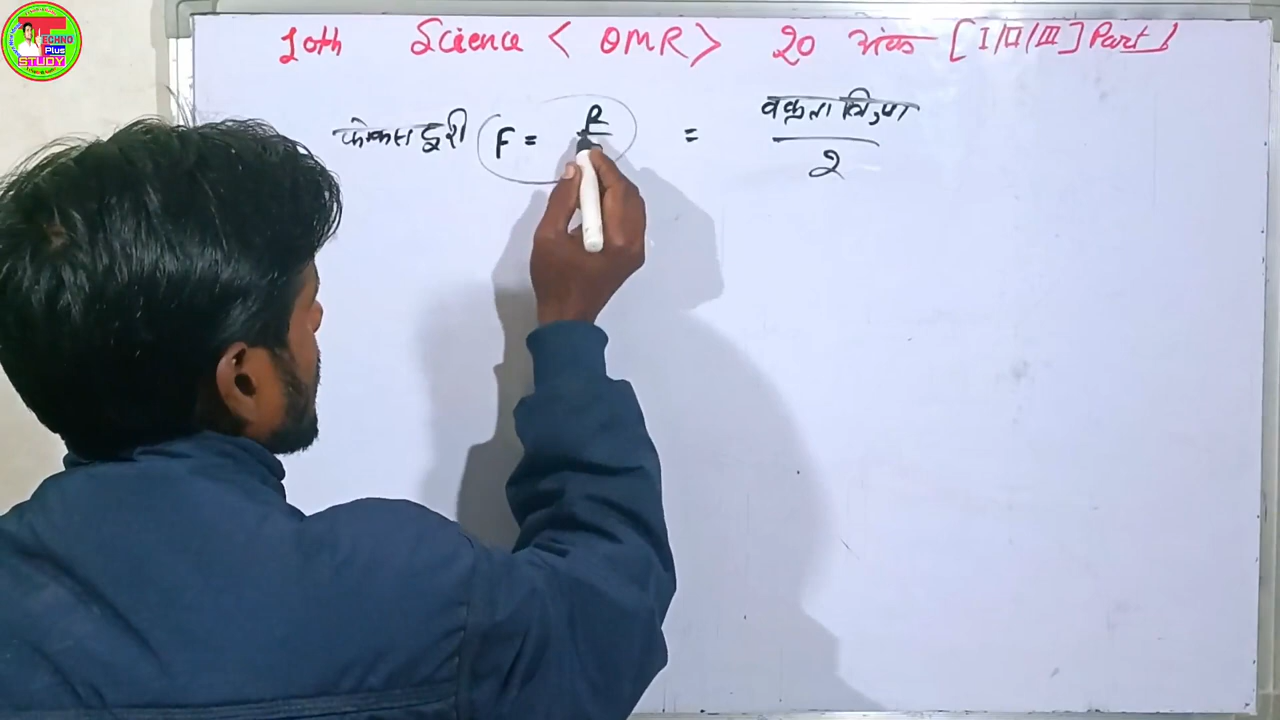 10th Science < OMR > 20 अंक [I/II/III] Part 1
फोकस दूरी F = R = वक्रता त्रिज्या
2
TECHNO
Plus
STUDY